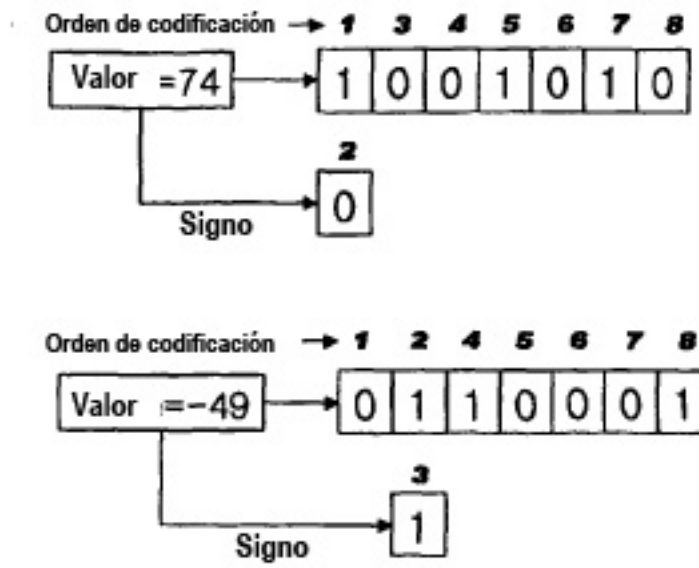 Orden de codificación → 1 3 4 5 6 7 8
Valor =74 1 0 0 1 0 1 0
2
0
Signo
Orden de codificación → 1 2 4 5 6 7 8
Valor =-49 0 1 1 0 0 0 1
3
1
Signo